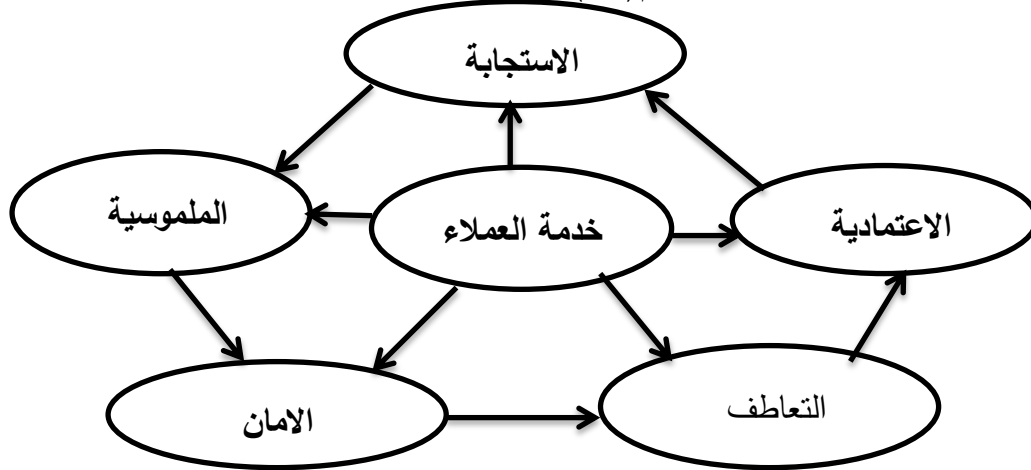 الاستجابة
الاعتمادية
خدمة العملاء
الملموسية
التعاطف
الامان